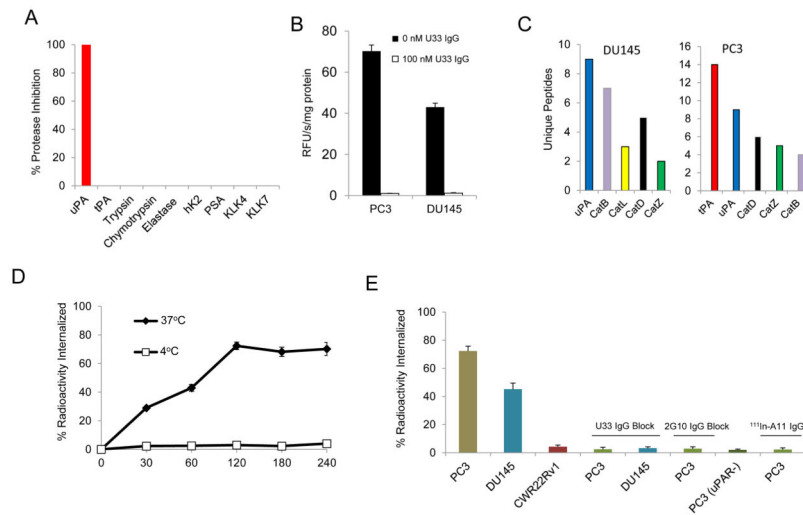 A
% Protease Inhibition
100
80
60
40
20
0
uPA
tPA
Trypsin
Chymotrypsin
Elastase
hK2
PSA
KLK4
KLK7
B
RFU/s/mg protein
80
60
40
20
0
0 nM U33 IgG
100 nM U33 IgG
PC3
DU145
C
DU145
Unique Peptides
10
8
6
4
2
0
uPA
CatB
CatL
CatD
CatZ
PC3
16
14
12
10
8
6
4
2
0
tPA
uPA
CatD
CatZ
CatB
D
% Radioactivity Internalized
100
80
60
40
20
0
37°C
4°C
0
30
60
120
180
240
E
% Radioactivity Internalized
100
80
60
40
20
0
U33 IgG Block
2G10 IgG Block
¹¹¹In-A11 IgG
PC3
DU145
CWR22Rv1
PC3
DU145
PC3
PC3 (uPAR-)
PC3